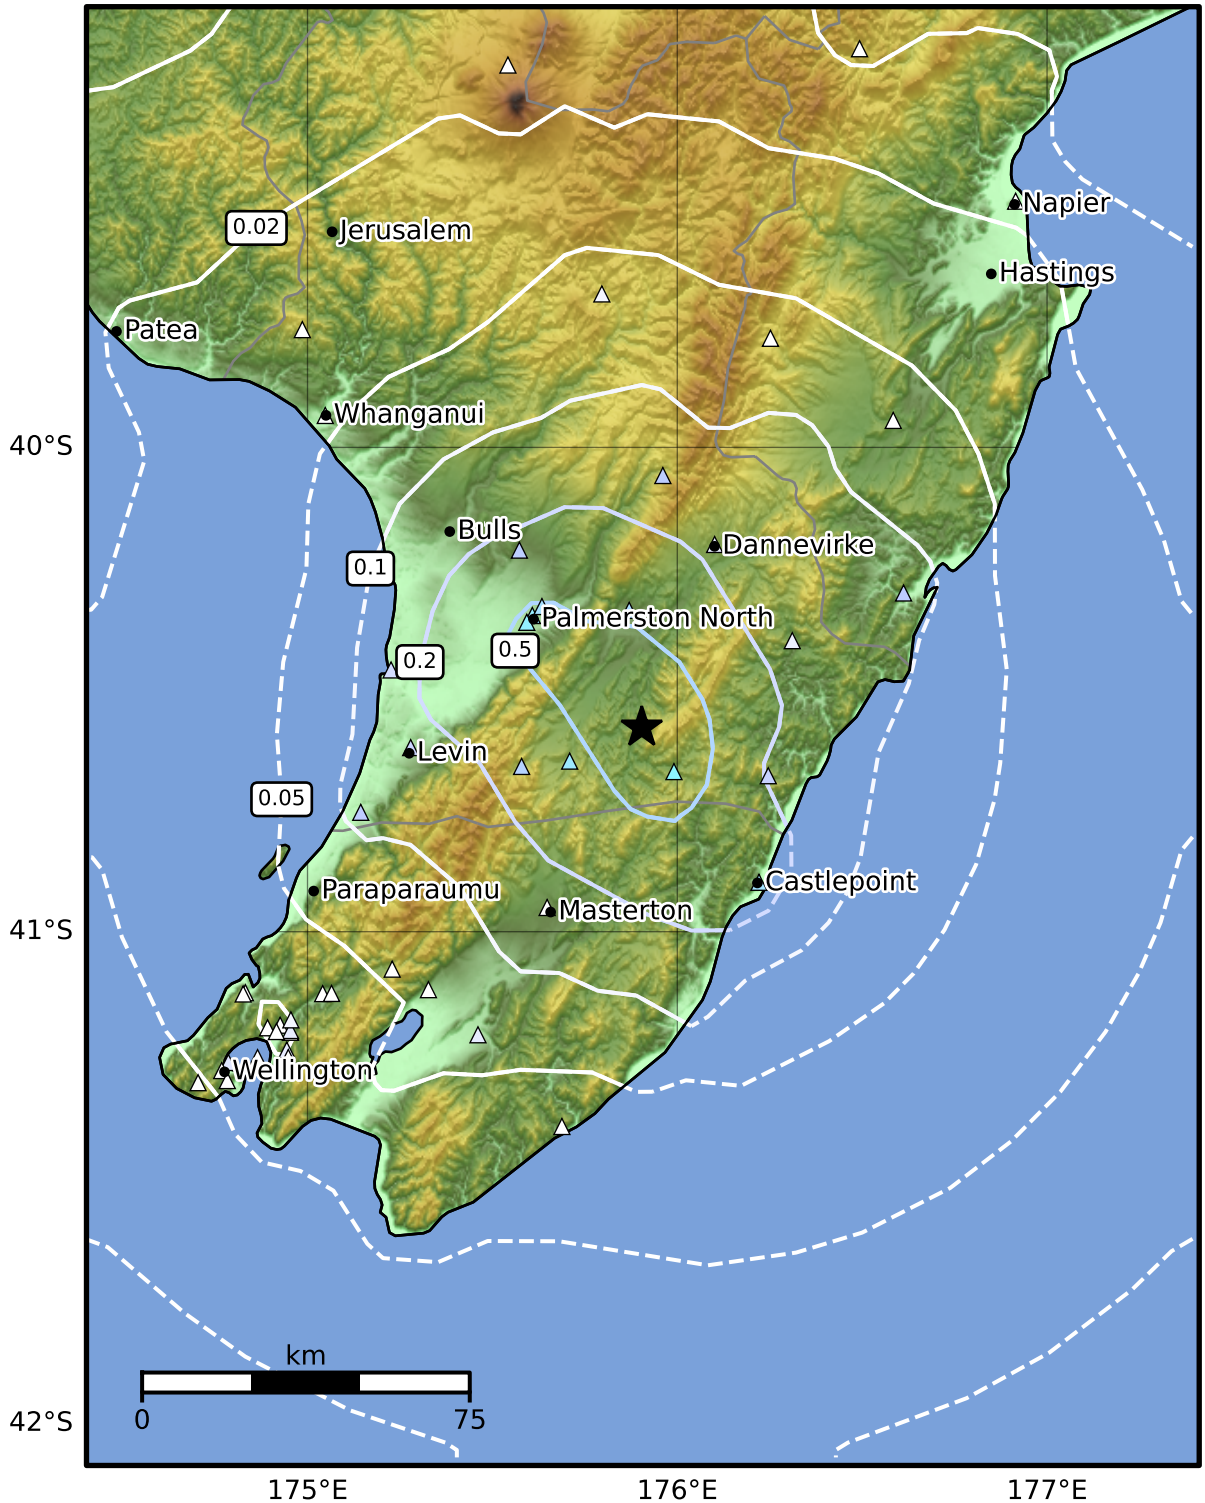 Napier
0.02
Jerusalem
Hastings
Patea
Whanganui
40°S
Bulls
Dannevirke
0.1
Palmerston North
0.5
0.2
Levin
0.05
Castlepoint
Paraparaumu
Masterton
41°S
Wellington
km
0 75
42°S
175°E 176°E 177°E